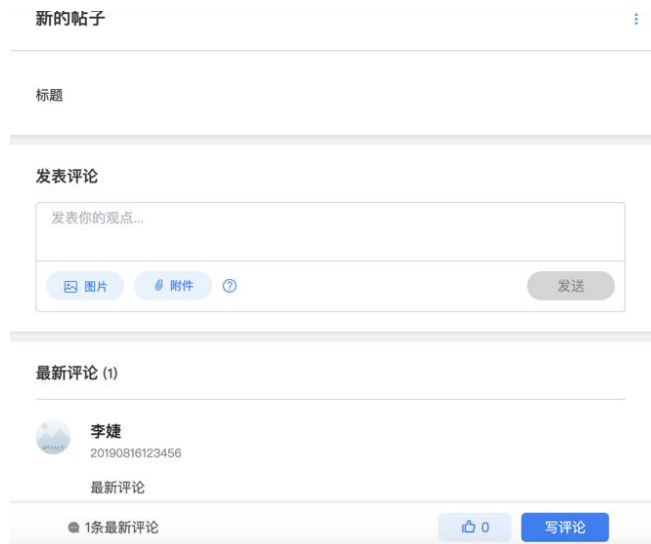 新的帖子
标题
发表评论
发表你的观点...
图片 附件 发送
最新评论 (1)
李婕
20190816123456
最新评论
1条最新评论 0 写评论